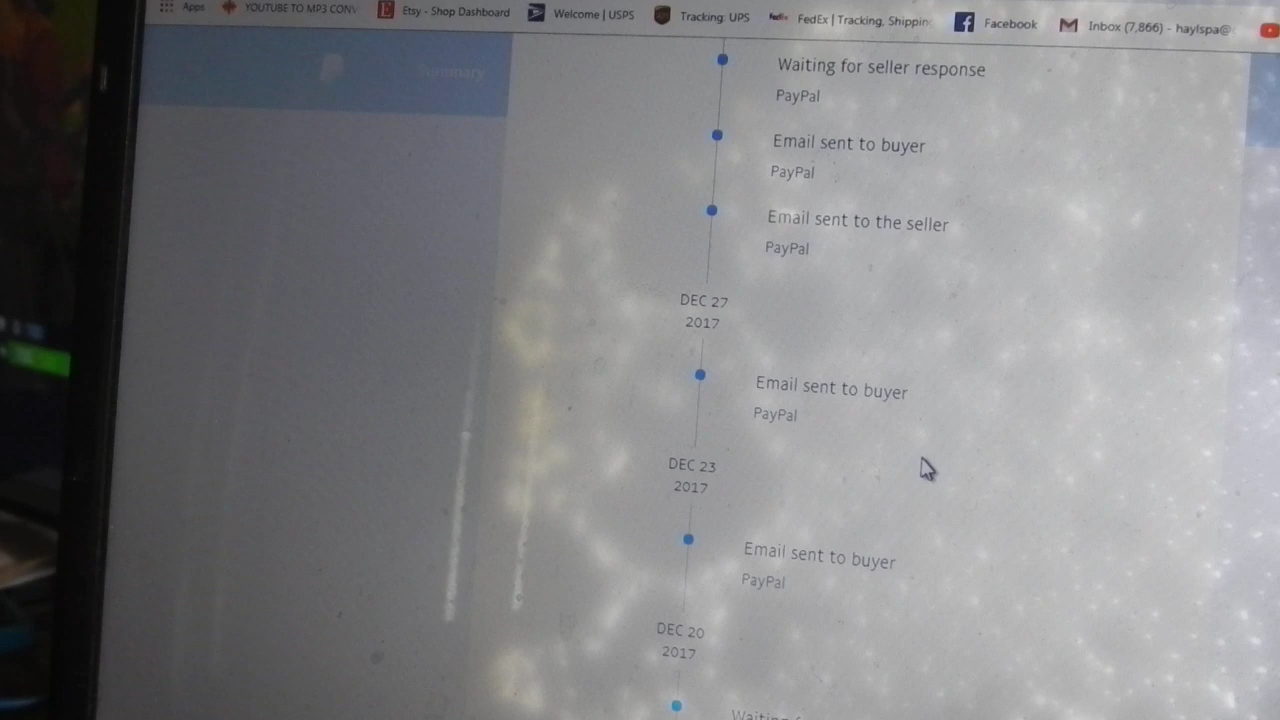 Apps
YOUTUBE TO MP3 CONV
Etsy - Shop Dashboard
Welcome | USPS
Tracking: UPS
FedEx | Tracking, Shippin
Facebook
Inbox (7,866) - haylspa@
Summary
Waiting for seller response
PayPal
Email sent to buyer
PayPal
Email sent to the seller
PayPal
DEC 27
2017
Email sent to buyer
PayPal
DEC 23
2017
Email sent to buyer
PayPal
DEC 20
2017
Waiting